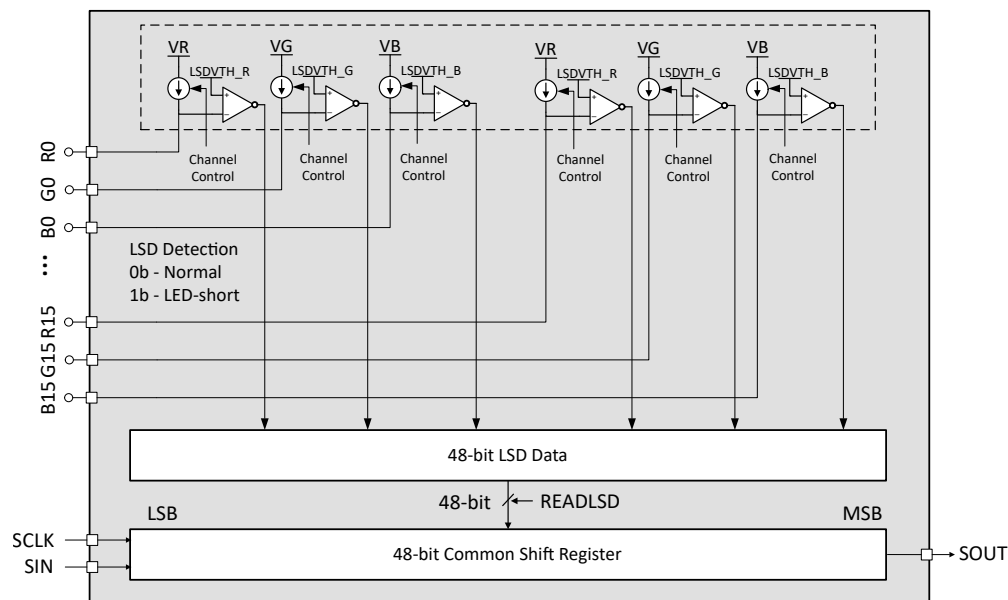 VR
VG
VB
VR
VG
VB
LSDVTH_R
LSDVTH_G
LSDVTH_B
LSDVTH_R
LSDVTH_G
LSDVTH_B
+
+
+
+
+
+
−
−
−
−
−
−
Channel
Control
Channel
Control
Channel
Control
Channel
Control
Channel
Control
Channel
Control
R0
G0
B0
...
R15
G15
B15
LSD Detection
0b - Normal
1b - LED-short
48-bit LSD Data
48-bit
READLSD
LSB
MSB
SCLK
SIN
48-bit Common Shift Register
SOUT